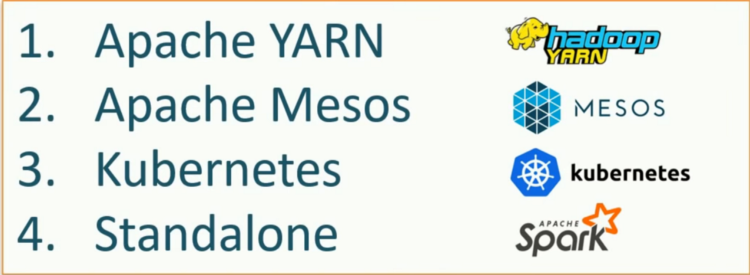 1. Apache YARN
hadoop
YARN
2. Apache Mesos
MESOS
3. Kubernetes
kubernetes
4. Standalone
APACHE
Spark